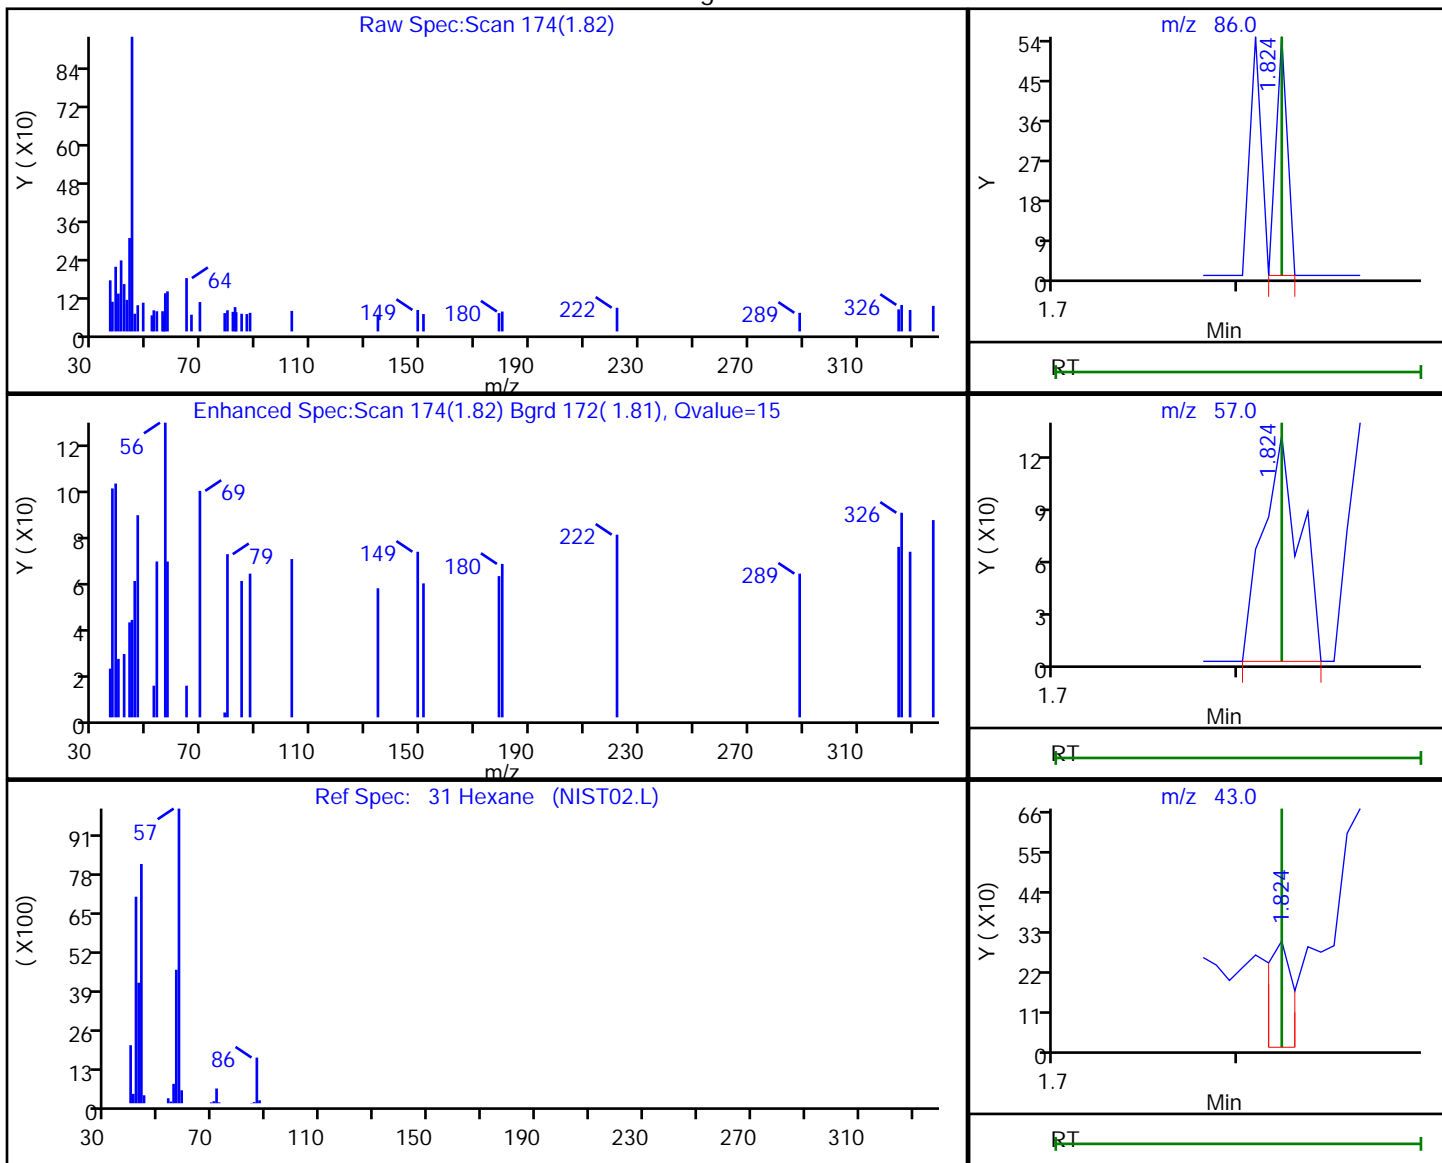 Raw Spec:Scan 174(1.82)
Y ( X10)
84
72
60
48
36
24
12
0
64
149
180
222
289
326
30 70 110 150 190 230 270 310
m/z
m/z 86.0
Y
54
45
36
27
18
9
0
1.824
1.7
Min
RT
Enhanced Spec:Scan 174(1.82) Bgrd 172( 1.81), Qvalue=15
Y ( X10)
12
10
8
6
4
2
0
56
69
79
149
180
222
289
326
30 70 110 150 190 230 270 310
m/z
m/z 57.0
Y ( X10)
12
9
6
3
0
1.824
1.7
Min
RT
Ref Spec: 31 Hexane (NIST02.L)
( X100)
91
78
65
52
39
26
13
0
57
86
30 70 110 150 190 230 270 310
m/z 43.0
Y ( X10)
66
55
44
33
22
11
0
1.824
1.7
Min
RT